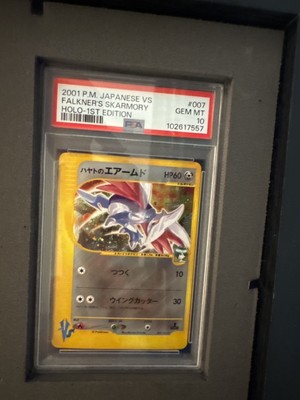 2001 P.M. JAPANESE VS #007
FALKNER'S SKARMORY GEM MT
HOLO-1ST EDITION 10
PSA 102617557
ハヤトのエアームド HP60
つつく 10
ウイングカッター 30